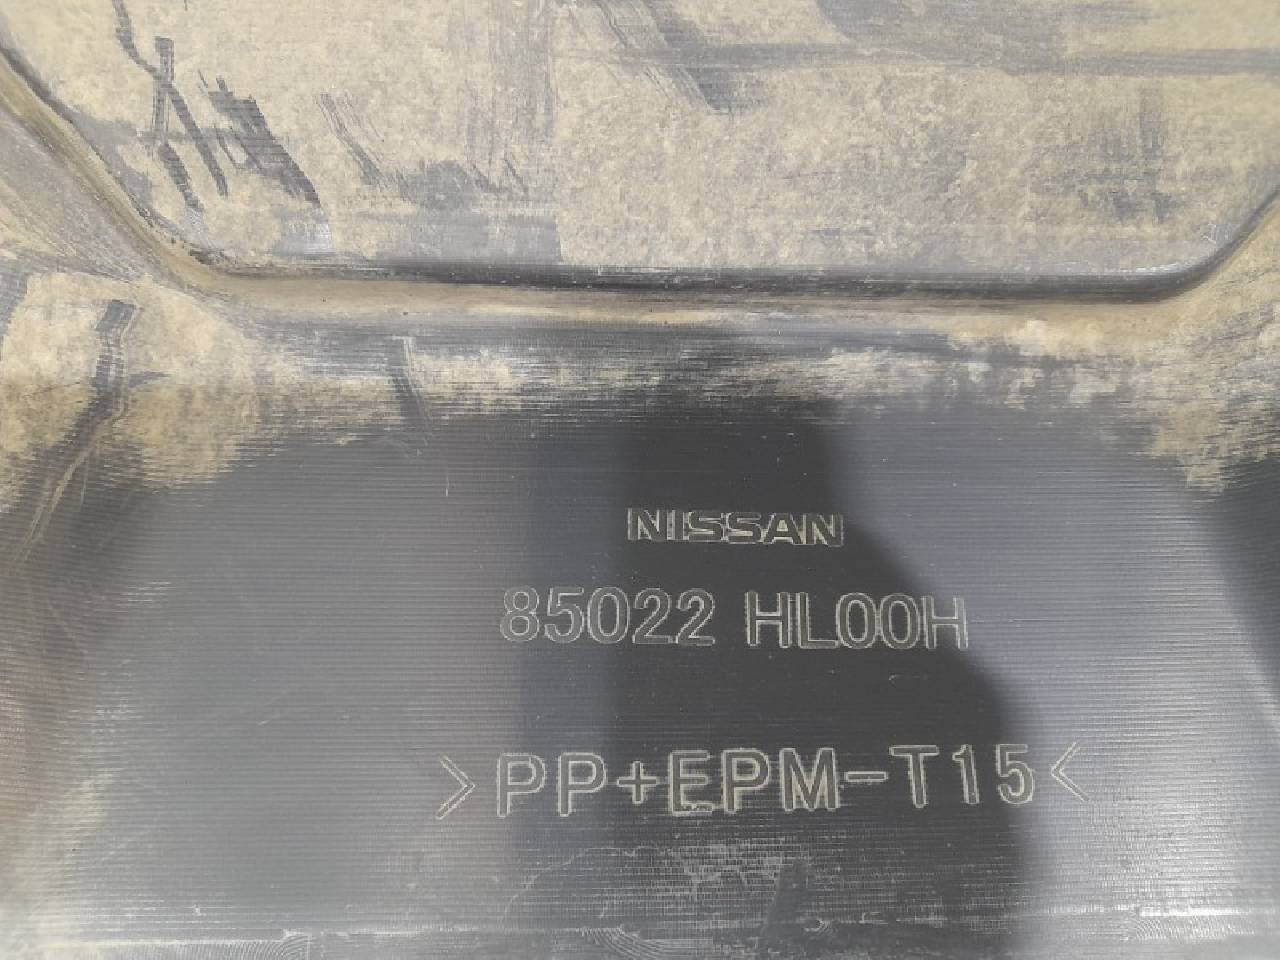 NISSAN
85022 HL00H
>PP+EPM-T15<